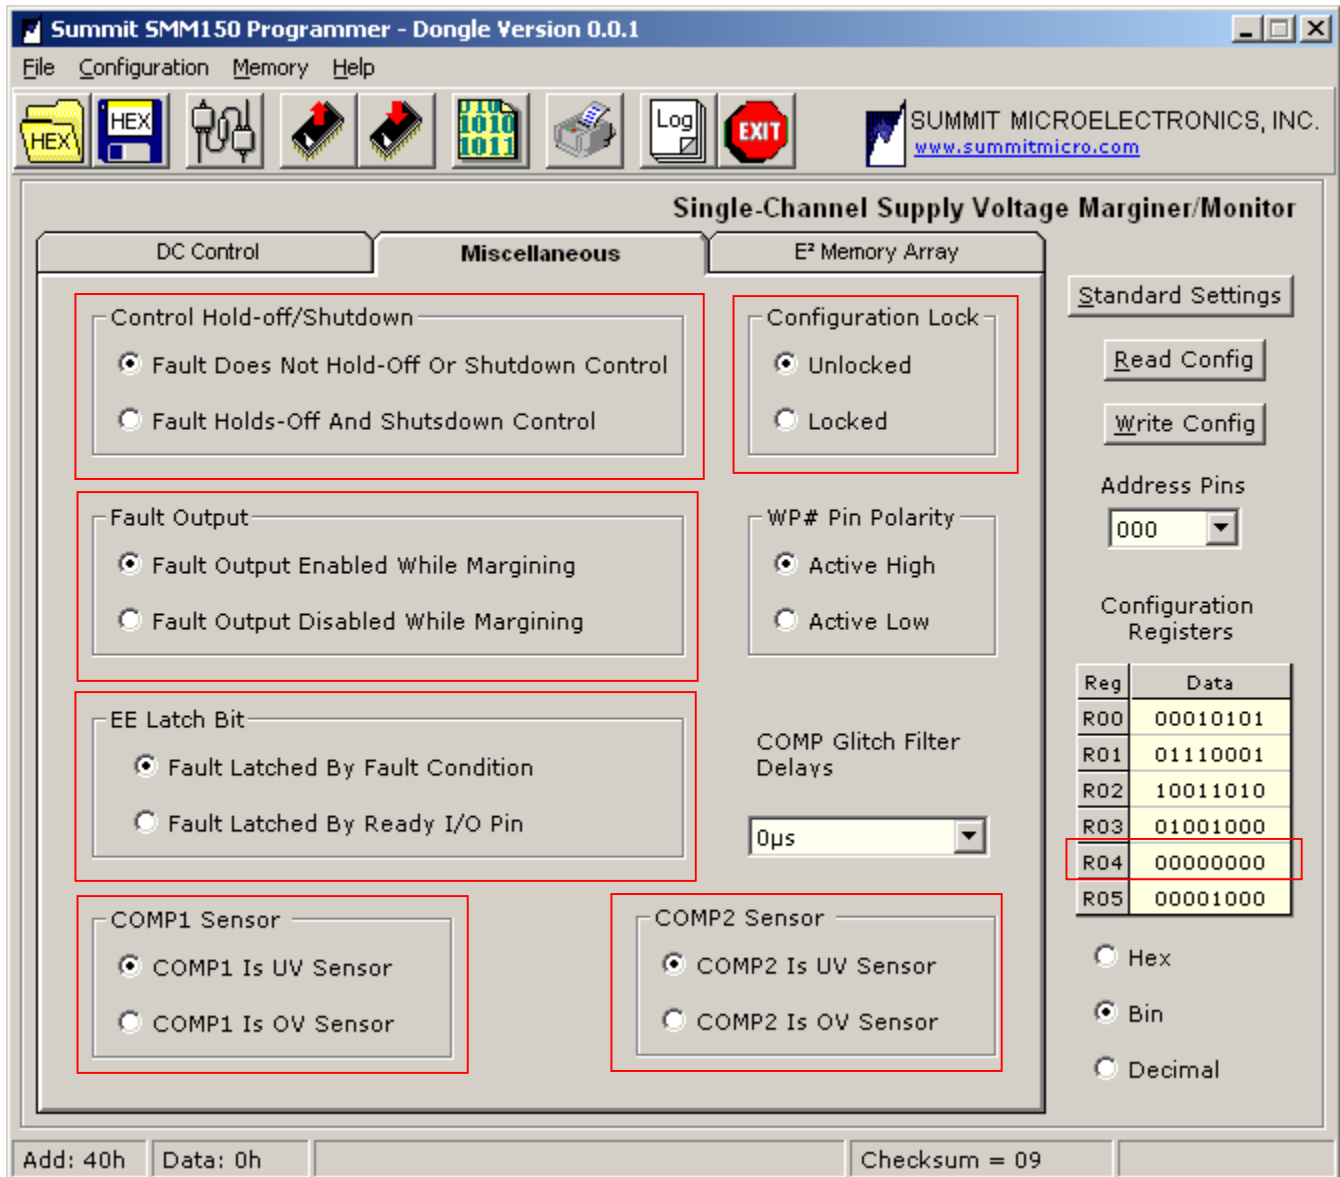 Summit SMM150 Programmer - Dongle Version 0.0.1
File Configuration Memory Help
HEX HEX 010 1010 1011 Log EXIT
SUMMIT MICROELECTRONICS, INC.
www.summitmicro.com
Single-Channel Supply Voltage Marginer/Monitor
DC Control Miscellaneous E² Memory Array
Control Hold-off/Shutdown
Fault Does Not Hold-Off Or Shutdown Control
Fault Holds-Off And Shutsdown Control
Configuration Lock
Unlocked
Locked
Fault Output
Fault Output Enabled While Margining
Fault Output Disabled While Margining
WP# Pin Polarity
Active High
Active Low
EE Latch Bit
Fault Latched By Fault Condition
Fault Latched By Ready I/O Pin
COMP Glitch Filter
Delays
0µs
COMP1 Sensor
COMP1 Is UV Sensor
COMP1 Is OV Sensor
COMP2 Sensor
COMP2 Is UV Sensor
COMP2 Is OV Sensor
Standard Settings
Read Config
Write Config
Address Pins
000
Configuration
Registers
Reg Data
R00 00010101
R01 01110001
R02 10011010
R03 01001000
R04 00000000
R05 00001000
Hex
Bin
Decimal
Add: 40h Data: 0h Checksum = 09